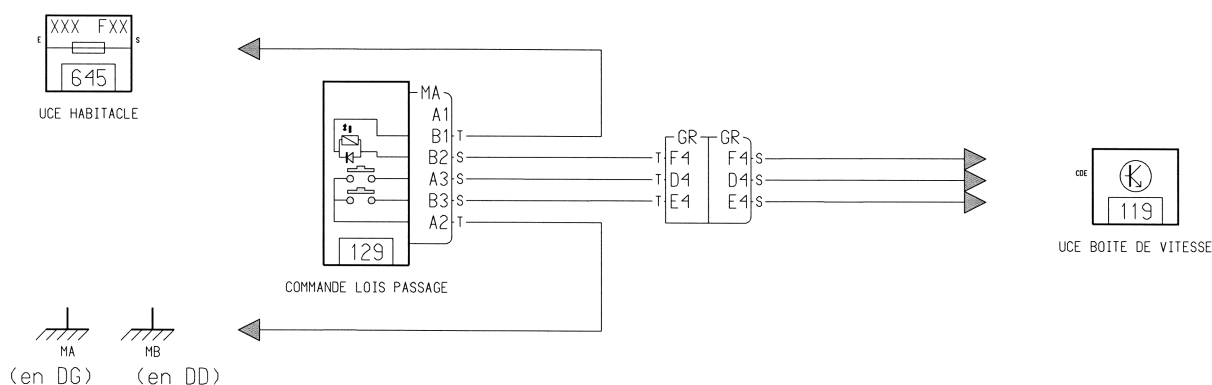 XXX FXX
E S
645
UCE HABITACLE
MA
A1
B1 T
B2 S
A3 S
B3 S
A2 T
129
COMMANDE LOIS PASSAGE
GR GR
T F4 F4 S
T D4 D4 S
T E4 E4 S
CDE
119
UCE BOITE DE VITESSE
MA MB
(en DG) (en DD)